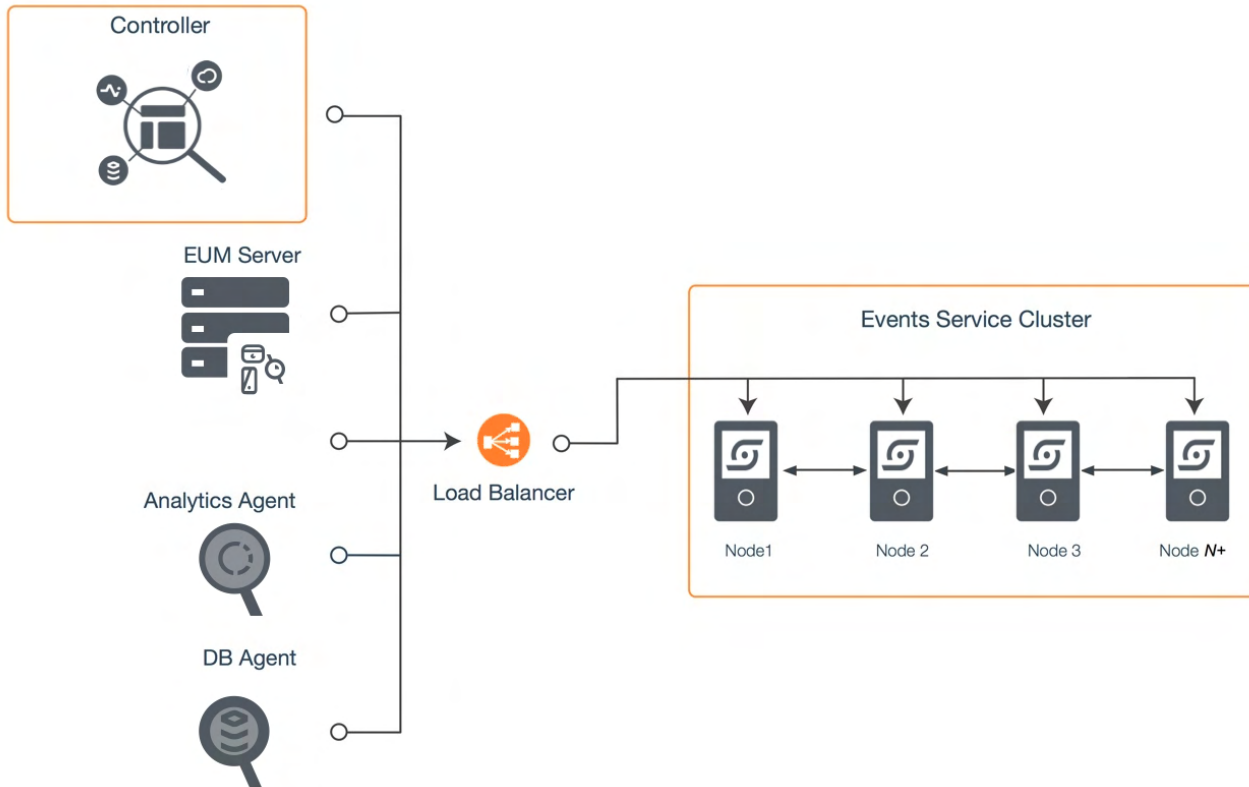 Controller
EUM Server
Analytics Agent
DB Agent
Load Balancer
Events Service Cluster
Node1
Node 2
Node 3
Node N+